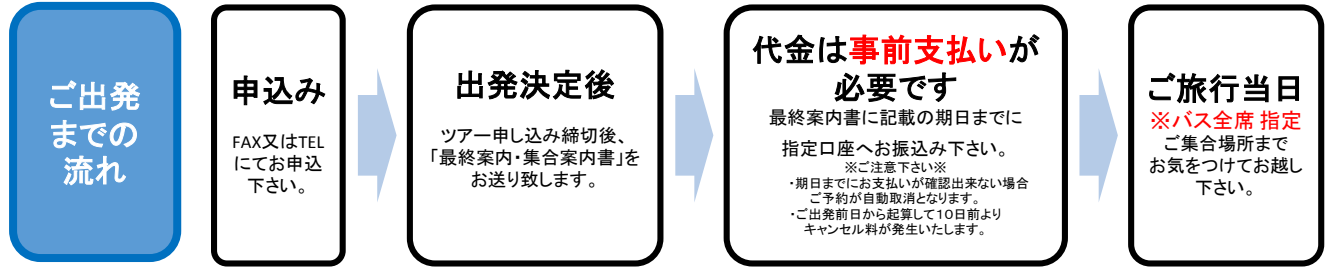 ご出発
までの
流れ
申込み
FAX又はTEL
にてお申込
下さい。
出発決定後
ツアー申し込み締切後、
「最終案内・集合案内書」を
お送り致します。
代金は事前支払いが
必要です
最終案内書に記載の期日までに
指定口座へお振込み下さい。
※ご注意下さい※
・期日までにお支払いが確認出来ない場合
ご予約が自動取消となります。
・ご出発前日から起算して10日前より
キャンセル料が発生いたします。
ご旅行当日
※バス全席 指定
ご集合場所まで
お気をつけてお越し
下さい。